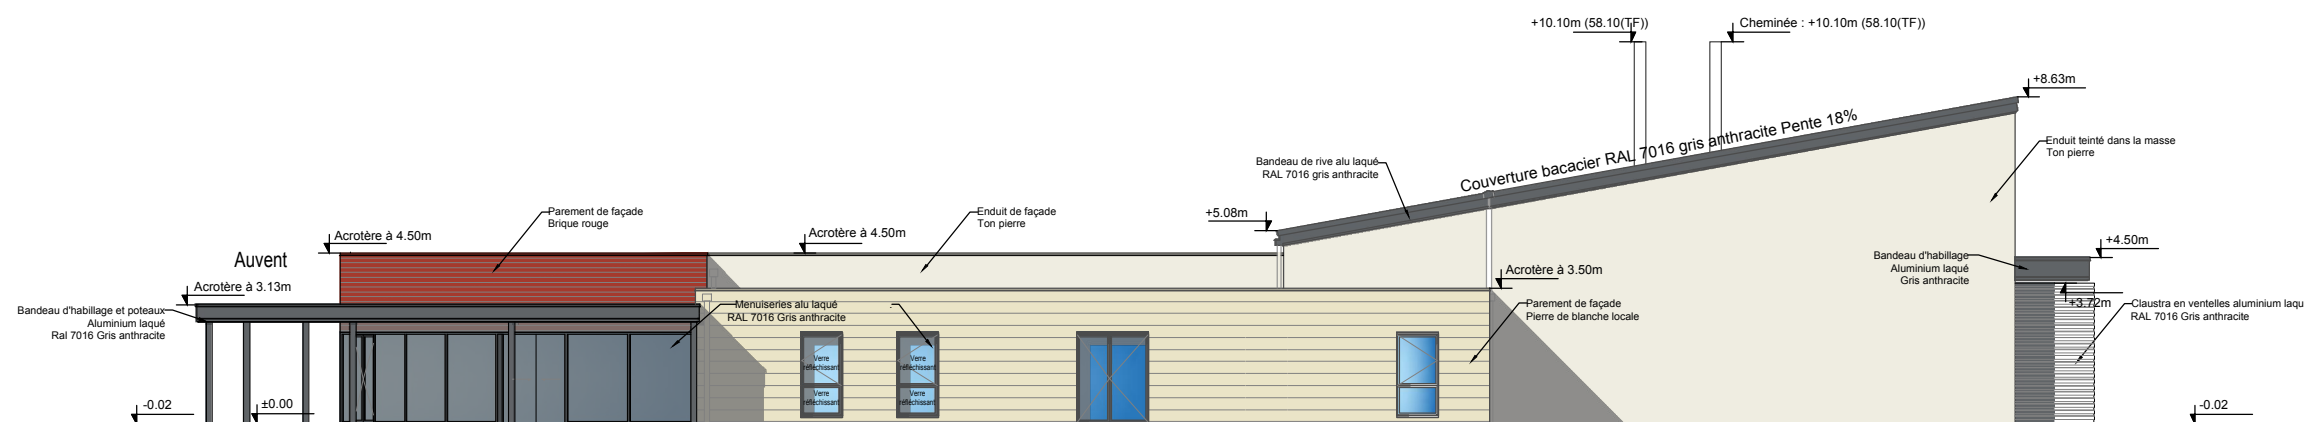 +10.10m (58.10(TF))
Cheminée : +10.10m (58.10(TF))
+8.63m
Couverture bacacier RAL 7016 gris anthracite Pente 18%
Enduit teinté dans la masse
Ton pierre
Bandeau de rive alu laqué
RAL 7016 gris anthracite
Parement de façade
Brique rouge
Enduit de façade
Ton pierre
+5.08m
Acrotère à 4.50m
Acrotère à 4.50m
+4.50m
Auvent
Bandeau d'habillage
Aluminium laqué
Gris anthracite
Acrotère à 3.50m
Acrotère à 3.13m
Bandeau d'habillage et poteaux
Aluminium laqué
Ral 7016 Gris anthracite
Menuiseries alu laqué
RAL 7016 Gris anthracite
Parement de façade
Pierre de blanche locale
+3.72m
Claustra en ventelles aluminium laqu
RAL 7016 Gris anthracite
Verre
réfléchissant
Verre
réfléchissant
Verre
réfléchissant
Verre
réfléchissant
-0.02
±0.00
-0.02